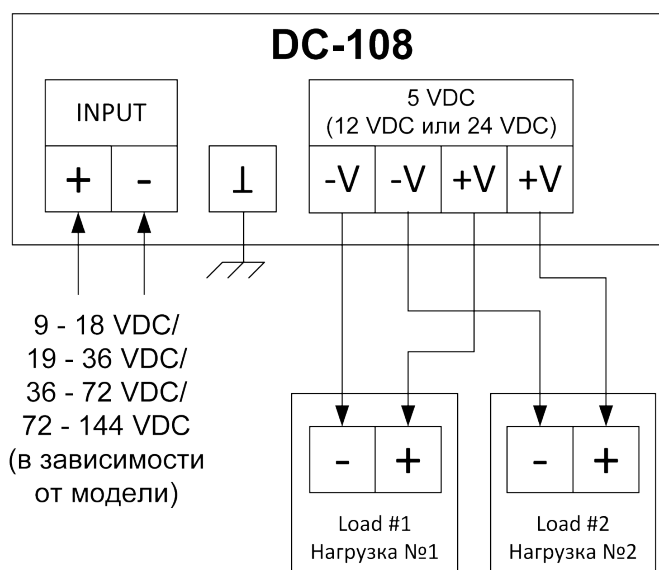 DC-108
INPUT
5 VDC
(12 VDC или 24 VDC)
+ - ⊥ -V -V +V +V
9 - 18 VDC/
19 - 36 VDC/
36 - 72 VDC/
72 - 144 VDC
(в зависимости
от модели)
- +
Load #1
Нагрузка №1
- +
Load #2
Нагрузка №2